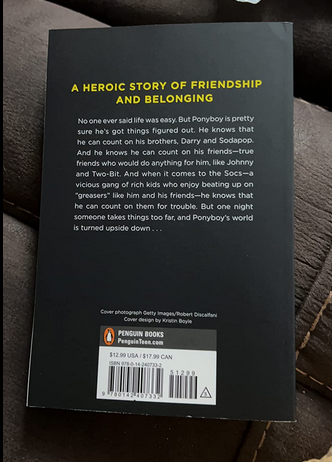 A HEROIC STORY OF FRIENDSHIP
AND BELONGING
No one ever said life was easy. But Ponyboy is pretty
sure he's got things figured out. He knows that
he can count on his brothers, Darry and Sodapop.
And he knows he can count on his friends—true
friends who would do anything for him, like Johnny
and Two-Bit. And when it comes to the Socs—a
vicious gang of rich kids who enjoy beating up on
"greasers" like him and his friends—he knows that
he can count on them for trouble. But one night
someone takes things too far, and Ponyboy's world
is turned upside down . . .
Cover photograph Getty Images/Robert Discalfani
Cover design by Kristin Boyle
PENGUIN BOOKS
PenguinTeen.com
$12.99 USA / $17.99 CAN
ISBN 978-0-14-240733-2
51299
9 780142 407332